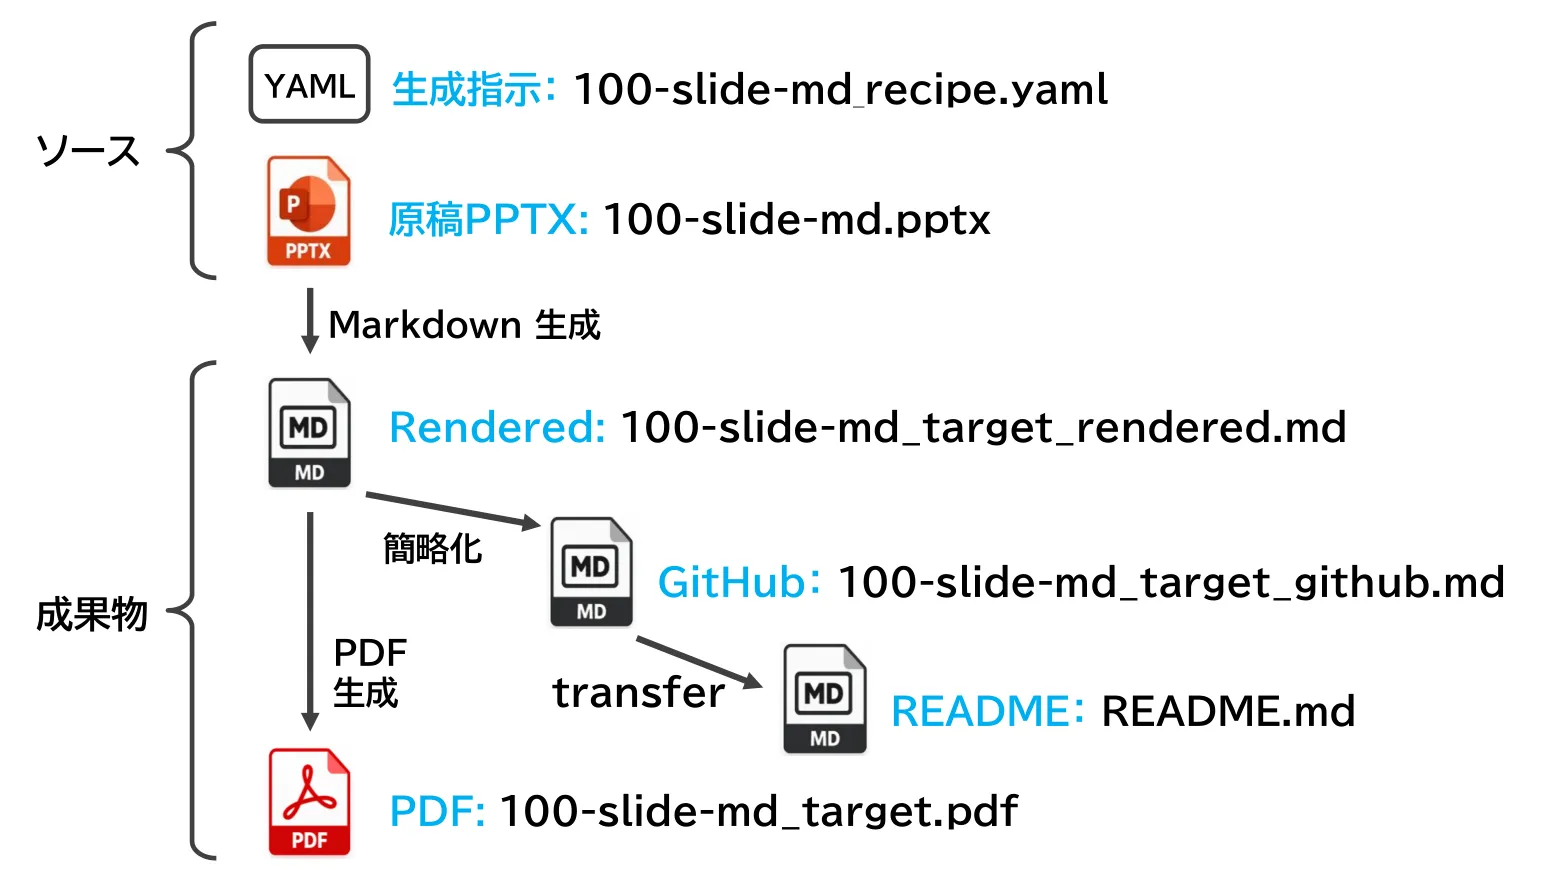 ソース
YAML
生成指示：100-slide-md_recipe.yaml
P
PPTX
原稿PPTX: 100-slide-md.pptx
Markdown 生成
成果物
MD
MD
Rendered: 100-slide-md_target_rendered.md
簡略化
MD
MD
GitHub：100-slide-md_target_github.md
PDF
生成
transfer
MD
MD
README：README.md
PDF
PDF: 100-slide-md_target.pdf